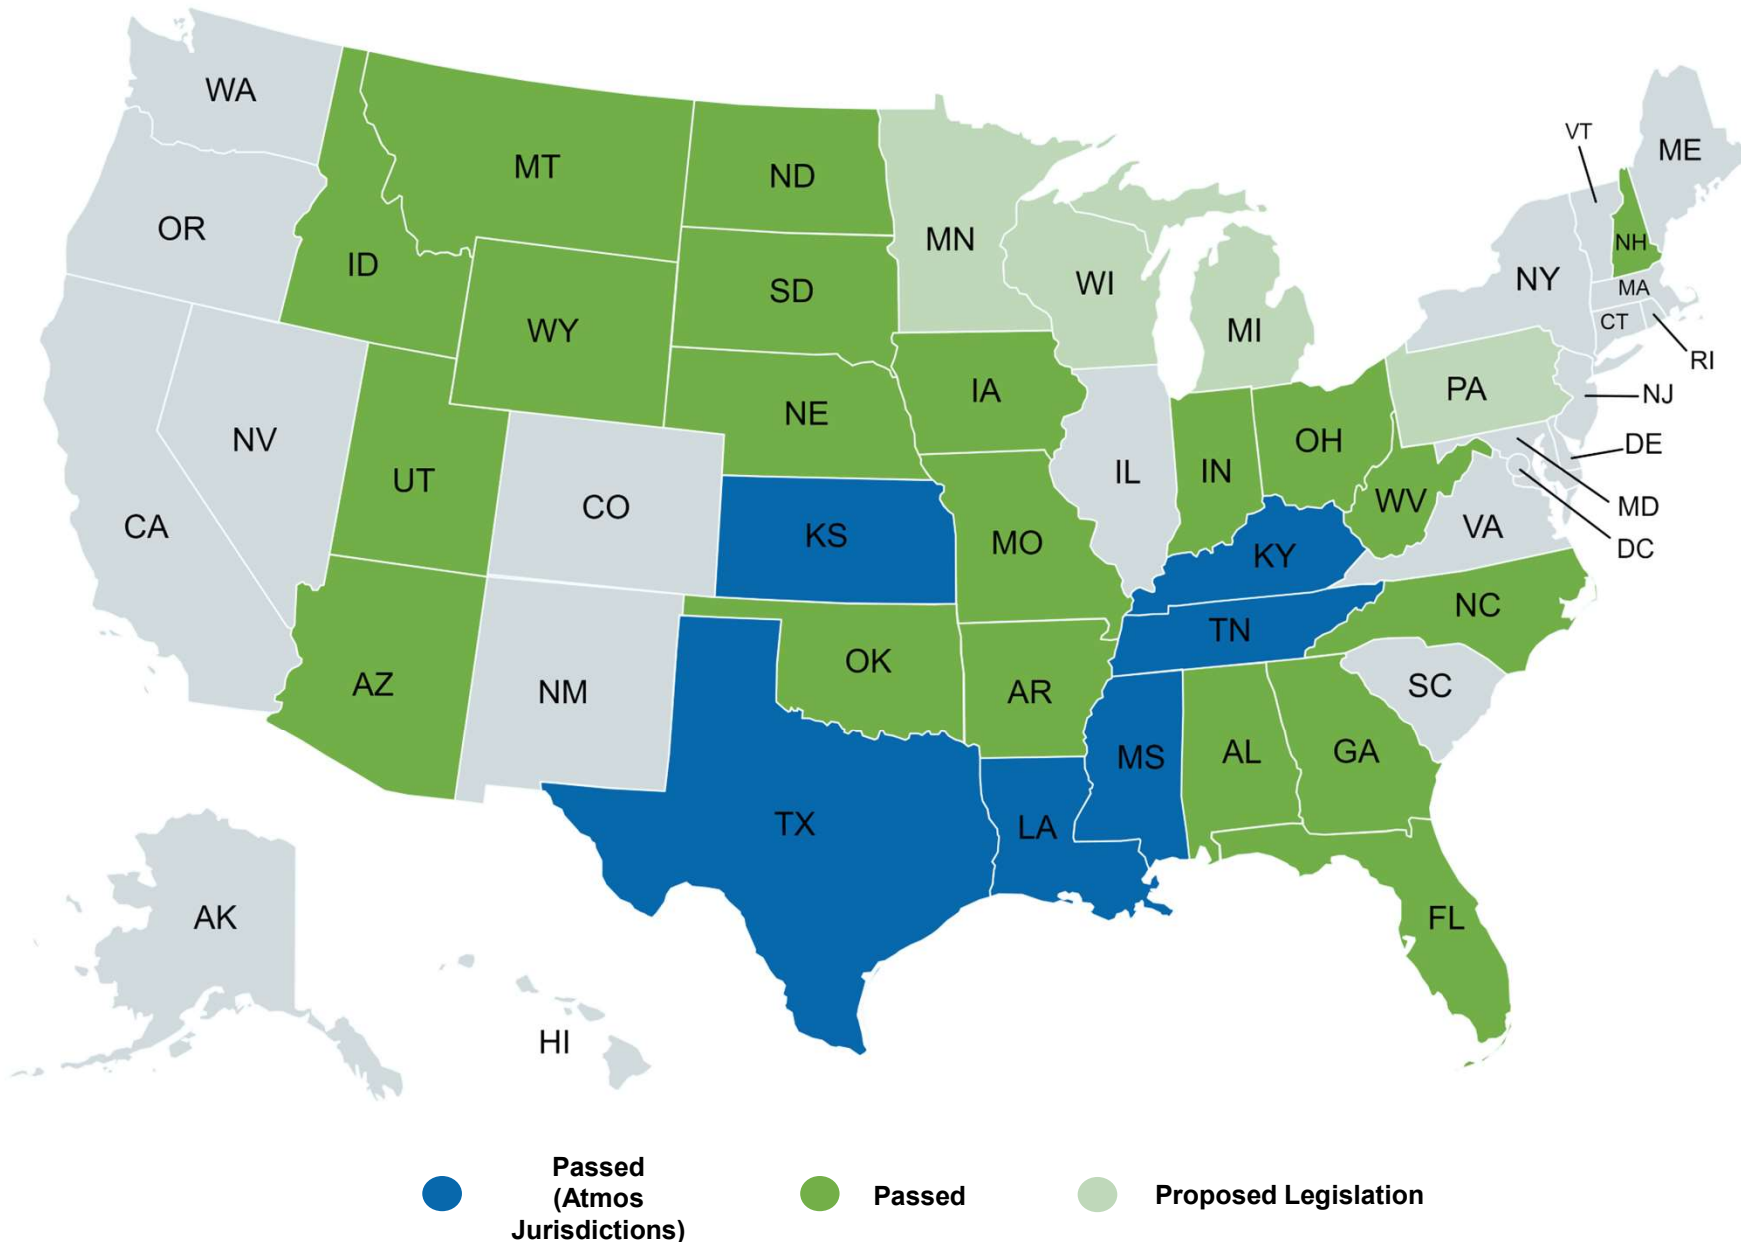 WA
VT
ME
MT
ND
OR
MN
NH
ID
NY
WI
SD
MA
CT
WY
MI
RI
IA
PA
NJ
NE
NV
OH
DE
UT
IL
IN
CO
WV
MD
CA
KS
VA
DC
MO
KY
NC
TN
OK
AZ
NM
AR
SC
MS
AL
GA
TX
LA
AK
FL
HI
Passed
(Atmos
Jurisdictions)
Passed
Proposed Legislation